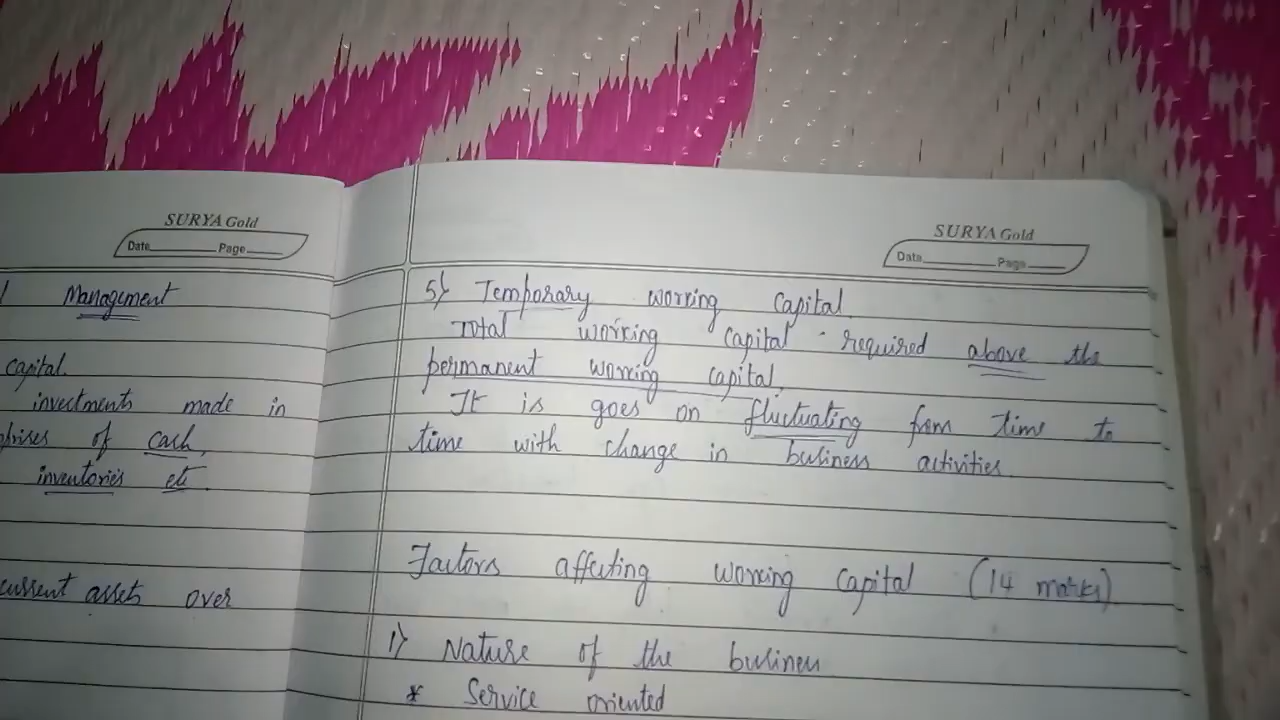 SURYA Gold
Date Page
Management
capital.
investments made in
of cash,
inventories etc
current assets over
SURYA Gold
Date Page
5) Temporary working capital.
Total working capital required above the
permanent working capital.
It is goes on fluctuating from time to
time with change in business activities.
Factors affecting working capital (14 marks)
1) Nature of the business
* Service oriented